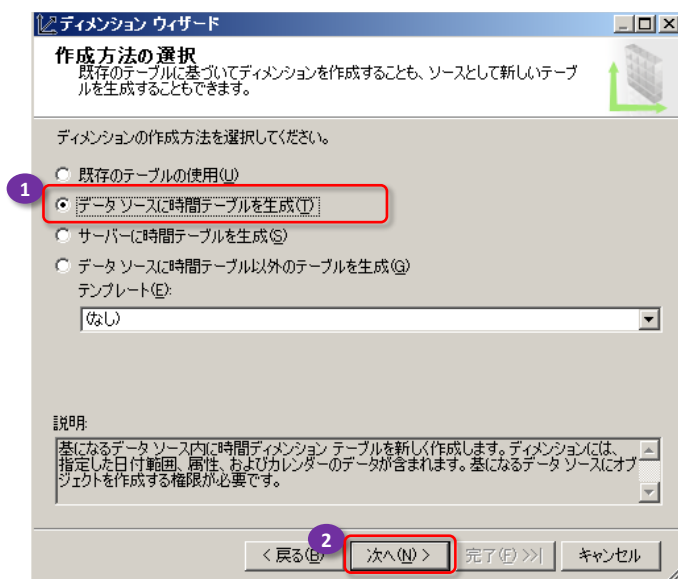 ディメンション ウィザード
作成方法の選択
既存のテーブルに基づいてディメンションを作成することも、ソースとして新しいテーブ
ルを生成することもできます。
ディメンションの作成方法を選択してください。
既存のテーブルの使用(U)
1
データ ソースに時間テーブルを生成(T)
サーバーに時間テーブルを生成(S)
データ ソースに時間テーブル以外のテーブルを生成(G)
テンプレート(E):
(なし)
説明:
基になるデータ ソース内に時間ディメンション テーブルを新しく作成します。ディメンションには、
指定した日付範囲、属性、およびカレンダーのデータが含まれます。基になるデータ ソースにオブ
ジェクトを作成する権限が必要です。
2
< 戻る(B) 次へ(N) > 完了(F) >>| キャンセル